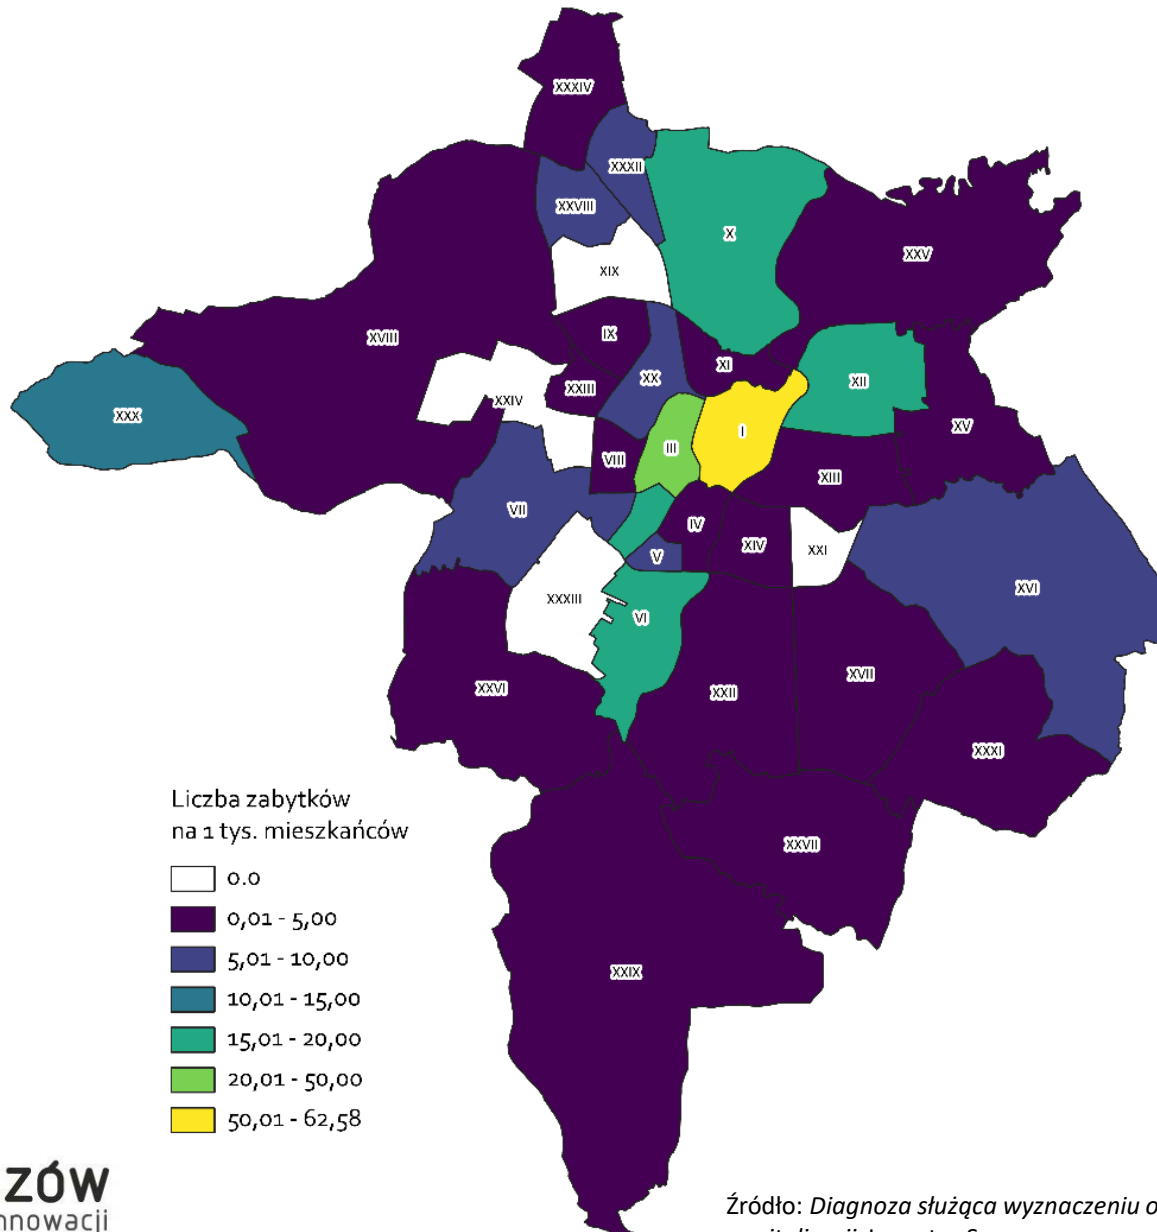 XXXIV
XXXII
XXVIII
X
XXV
XIX
IX
XVIII
XI
XX
XII
XXIII
XXIV
XXX
XV
I
III
VIII
XIII
VII
IV
XIV
XXI
V
XVI
XXXIII
VI
XVII
XXVI
XXII
XXXI
XXVII
XXIX
Liczba zabytków
na 1 tys. mieszkańców
0.0
0,01 - 5,00
5,01 - 10,00
10,01 - 15,00
15,01 - 20,00
20,01 - 50,00
50,01 - 62,58
zów
nnowacji
Źródło: Diagnoza służąca wyznaczeniu o